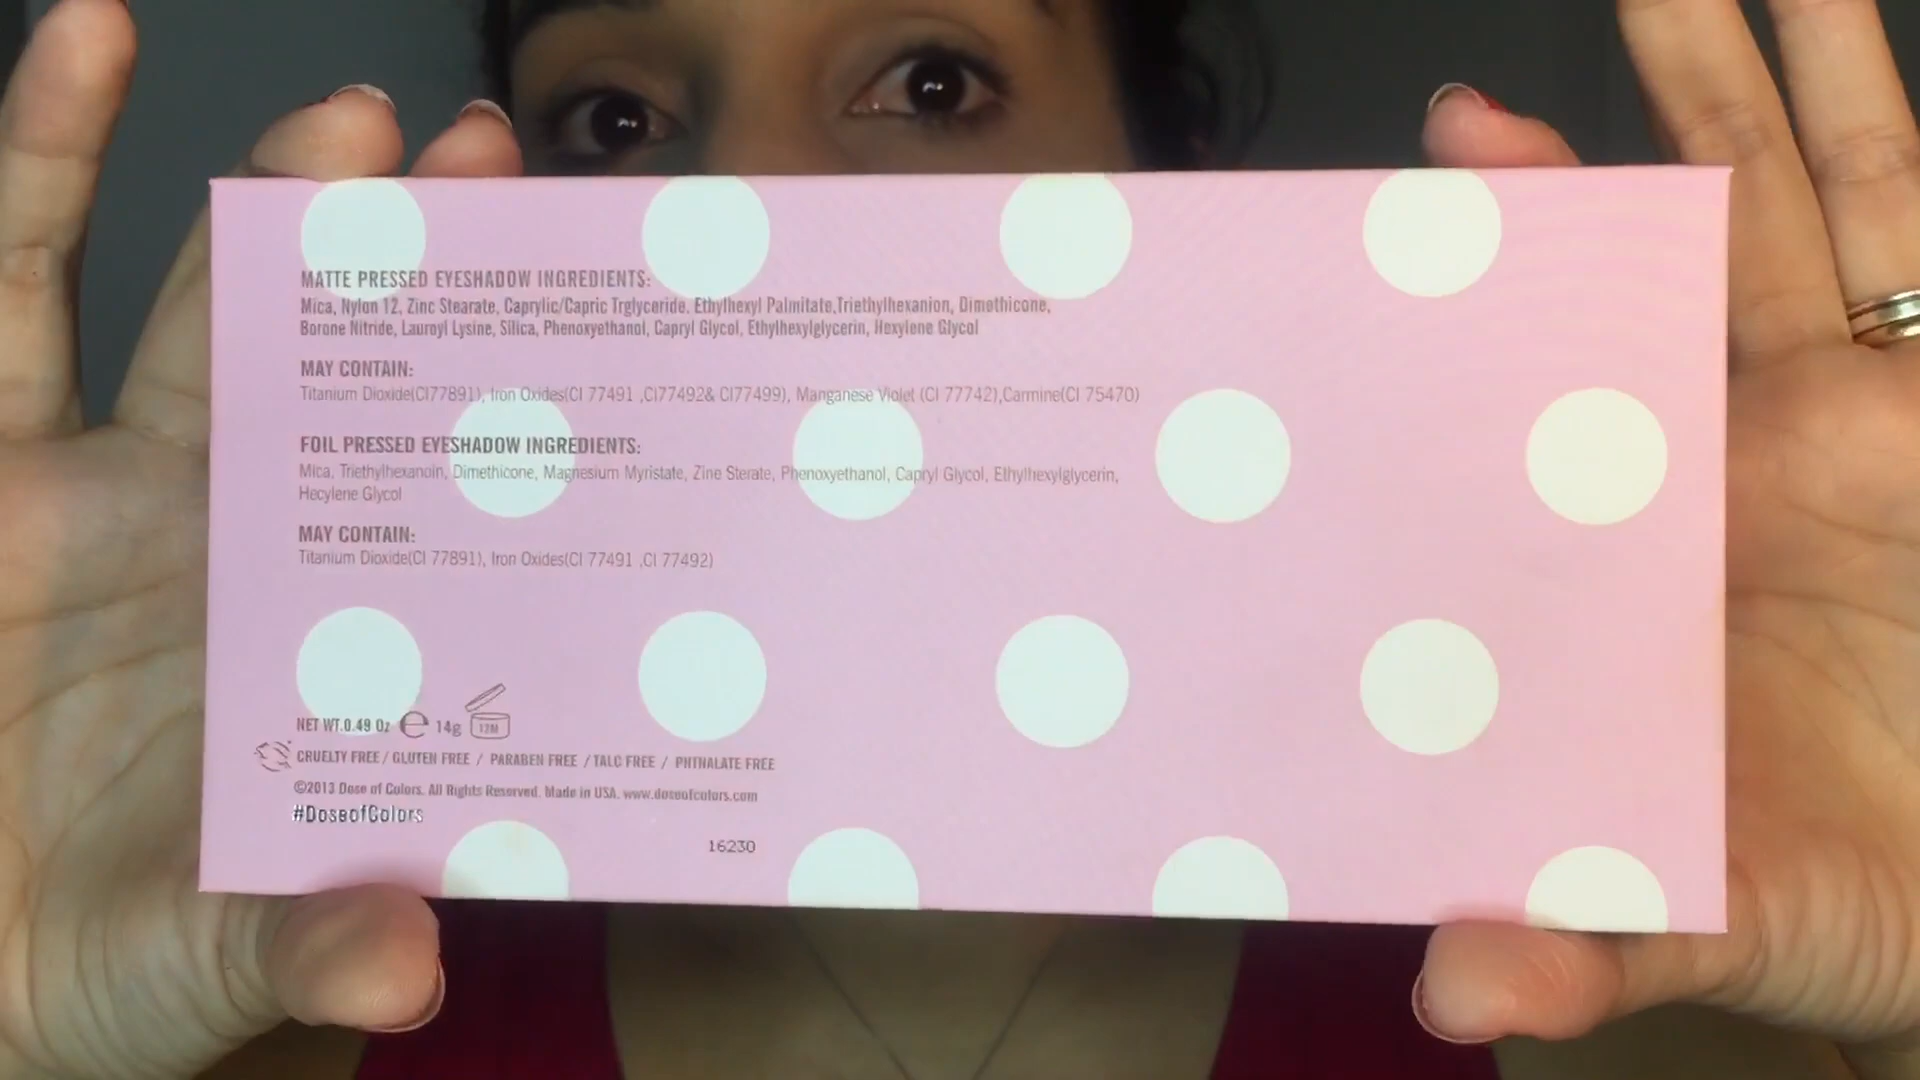 MATTE PRESSED EYESHADOW INGREDIENTS:
Mica, Nylon 12, Zinc Stearate, Caprylic/Capric Trglyceride, Ethylhexyl Palmitate,Triethylhexanion, Dimethicone,
Borone Nitride, Lauroyl Lysine, Silica, Phenoxyethanol, Capryl Glycol, Ethylhexylglycerin, Hexylene Glycol
MAY CONTAIN:
Titanium Dioxide(CI77891), Iron Oxides(CI 77491 ,CI77492& CI77499), Manganese Violet (CI 77742),Carmine(CI 75470)
FOIL PRESSED EYESHADOW INGREDIENTS:
Mica, Triethylhexanoin, Dimethicone, Magnesium Myristate, Zinc Sterate, Phenoxyethanol, Capryl Glycol, Ethylhexylglycerin,
Hecylene Glycol
MAY CONTAIN:
Titanium Dioxide(CI 77891), Iron Oxides(CI 77491 ,CI 77492)
NET WT.0.49 Oz e 14g 12M
CRUELTY FREE / GLUTEN FREE / PARABEN FREE / TALC FREE / PHTHALATE FREE
©2013 Dose of Colors. All Rights Reserved. Made in USA. www.doseofcolors.com
#DoseofColors
16230